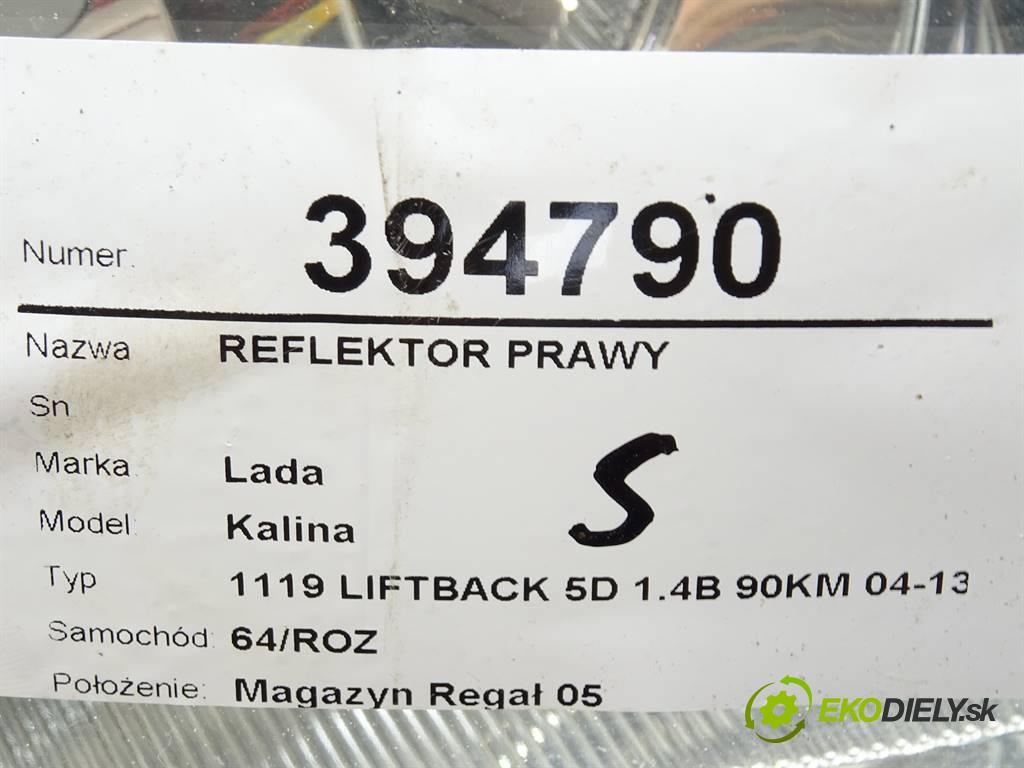 Numer: 394790
Nazwa REFLEKTOR PRAWY
Sn
Marka Lada
S
Model: Kalina
Typ 1119 LIFTBACK 5D 1.4B 90KM 04-13
Samochód: 64/ROZ
Położenie: Magazyn Regał 05
EKODIELY.sk